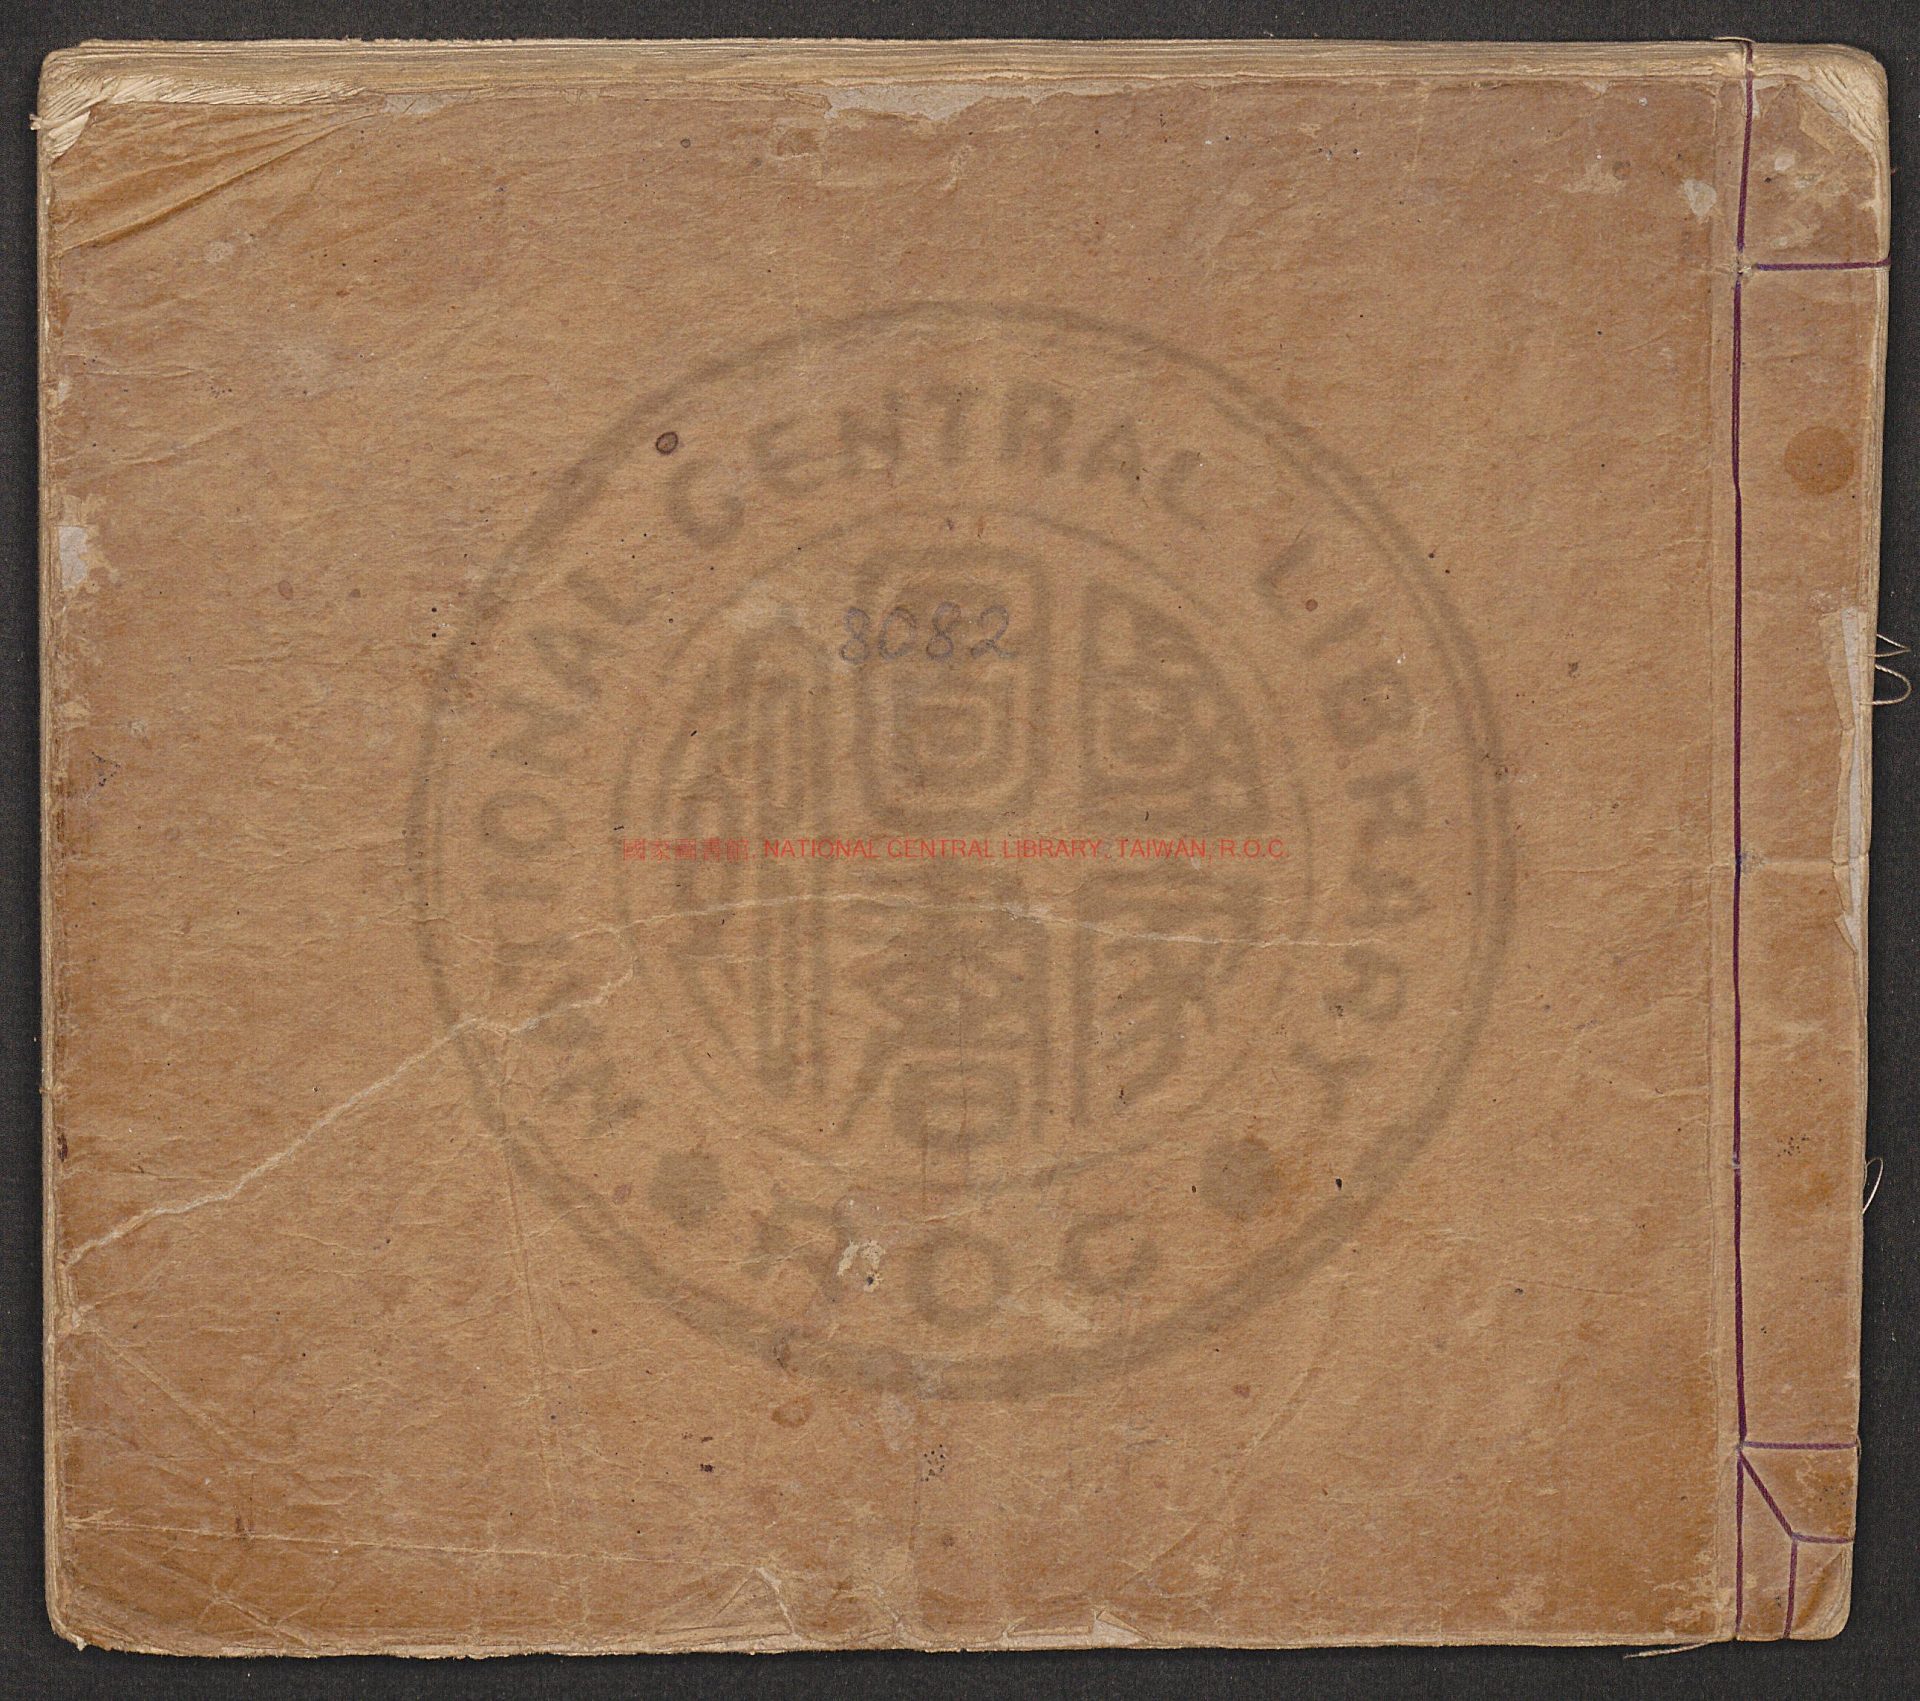 NATIONAL CENTRAL LIBRARY
國家圖書館
8082
國家圖書館, NATIONAL CENTRAL LIBRARY, TAIWAN, R.O.C.
R.O.C